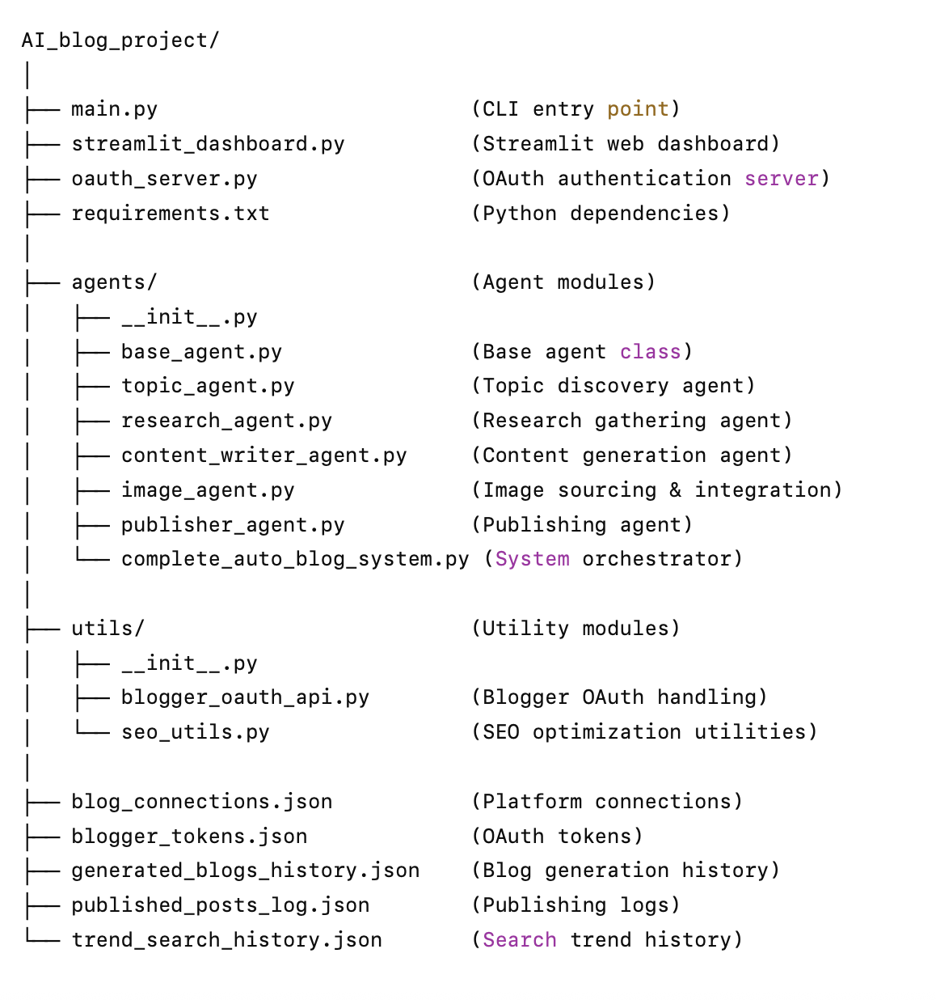 AI_blog_project/
│
├── main.py                         (CLI entry point)
├── streamlit_dashboard.py          (Streamlit web dashboard)
├── oauth_server.py                 (OAuth authentication server)
├── requirements.txt                (Python dependencies)
│
├── agents/                         (Agent modules)
│   ├── __init__.py
│   ├── base_agent.py               (Base agent class)
│   ├── topic_agent.py              (Topic discovery agent)
│   ├── research_agent.py           (Research gathering agent)
│   ├── content_writer_agent.py     (Content generation agent)
│   ├── image_agent.py              (Image sourcing & integration)
│   ├── publisher_agent.py          (Publishing agent)
│   └── complete_auto_blog_system.py (System orchestrator)
│
├── utils/                          (Utility modules)
│   ├── __init__.py
│   ├── blogger_oauth_api.py        (Blogger OAuth handling)
│   └── seo_utils.py                (SEO optimization utilities)
│
├── blog_connections.json           (Platform connections)
├── blogger_tokens.json             (OAuth tokens)
├── generated_blogs_history.json    (Blog generation history)
├── published_posts_log.json        (Publishing logs)
└── trend_search_history.json       (Search trend history)